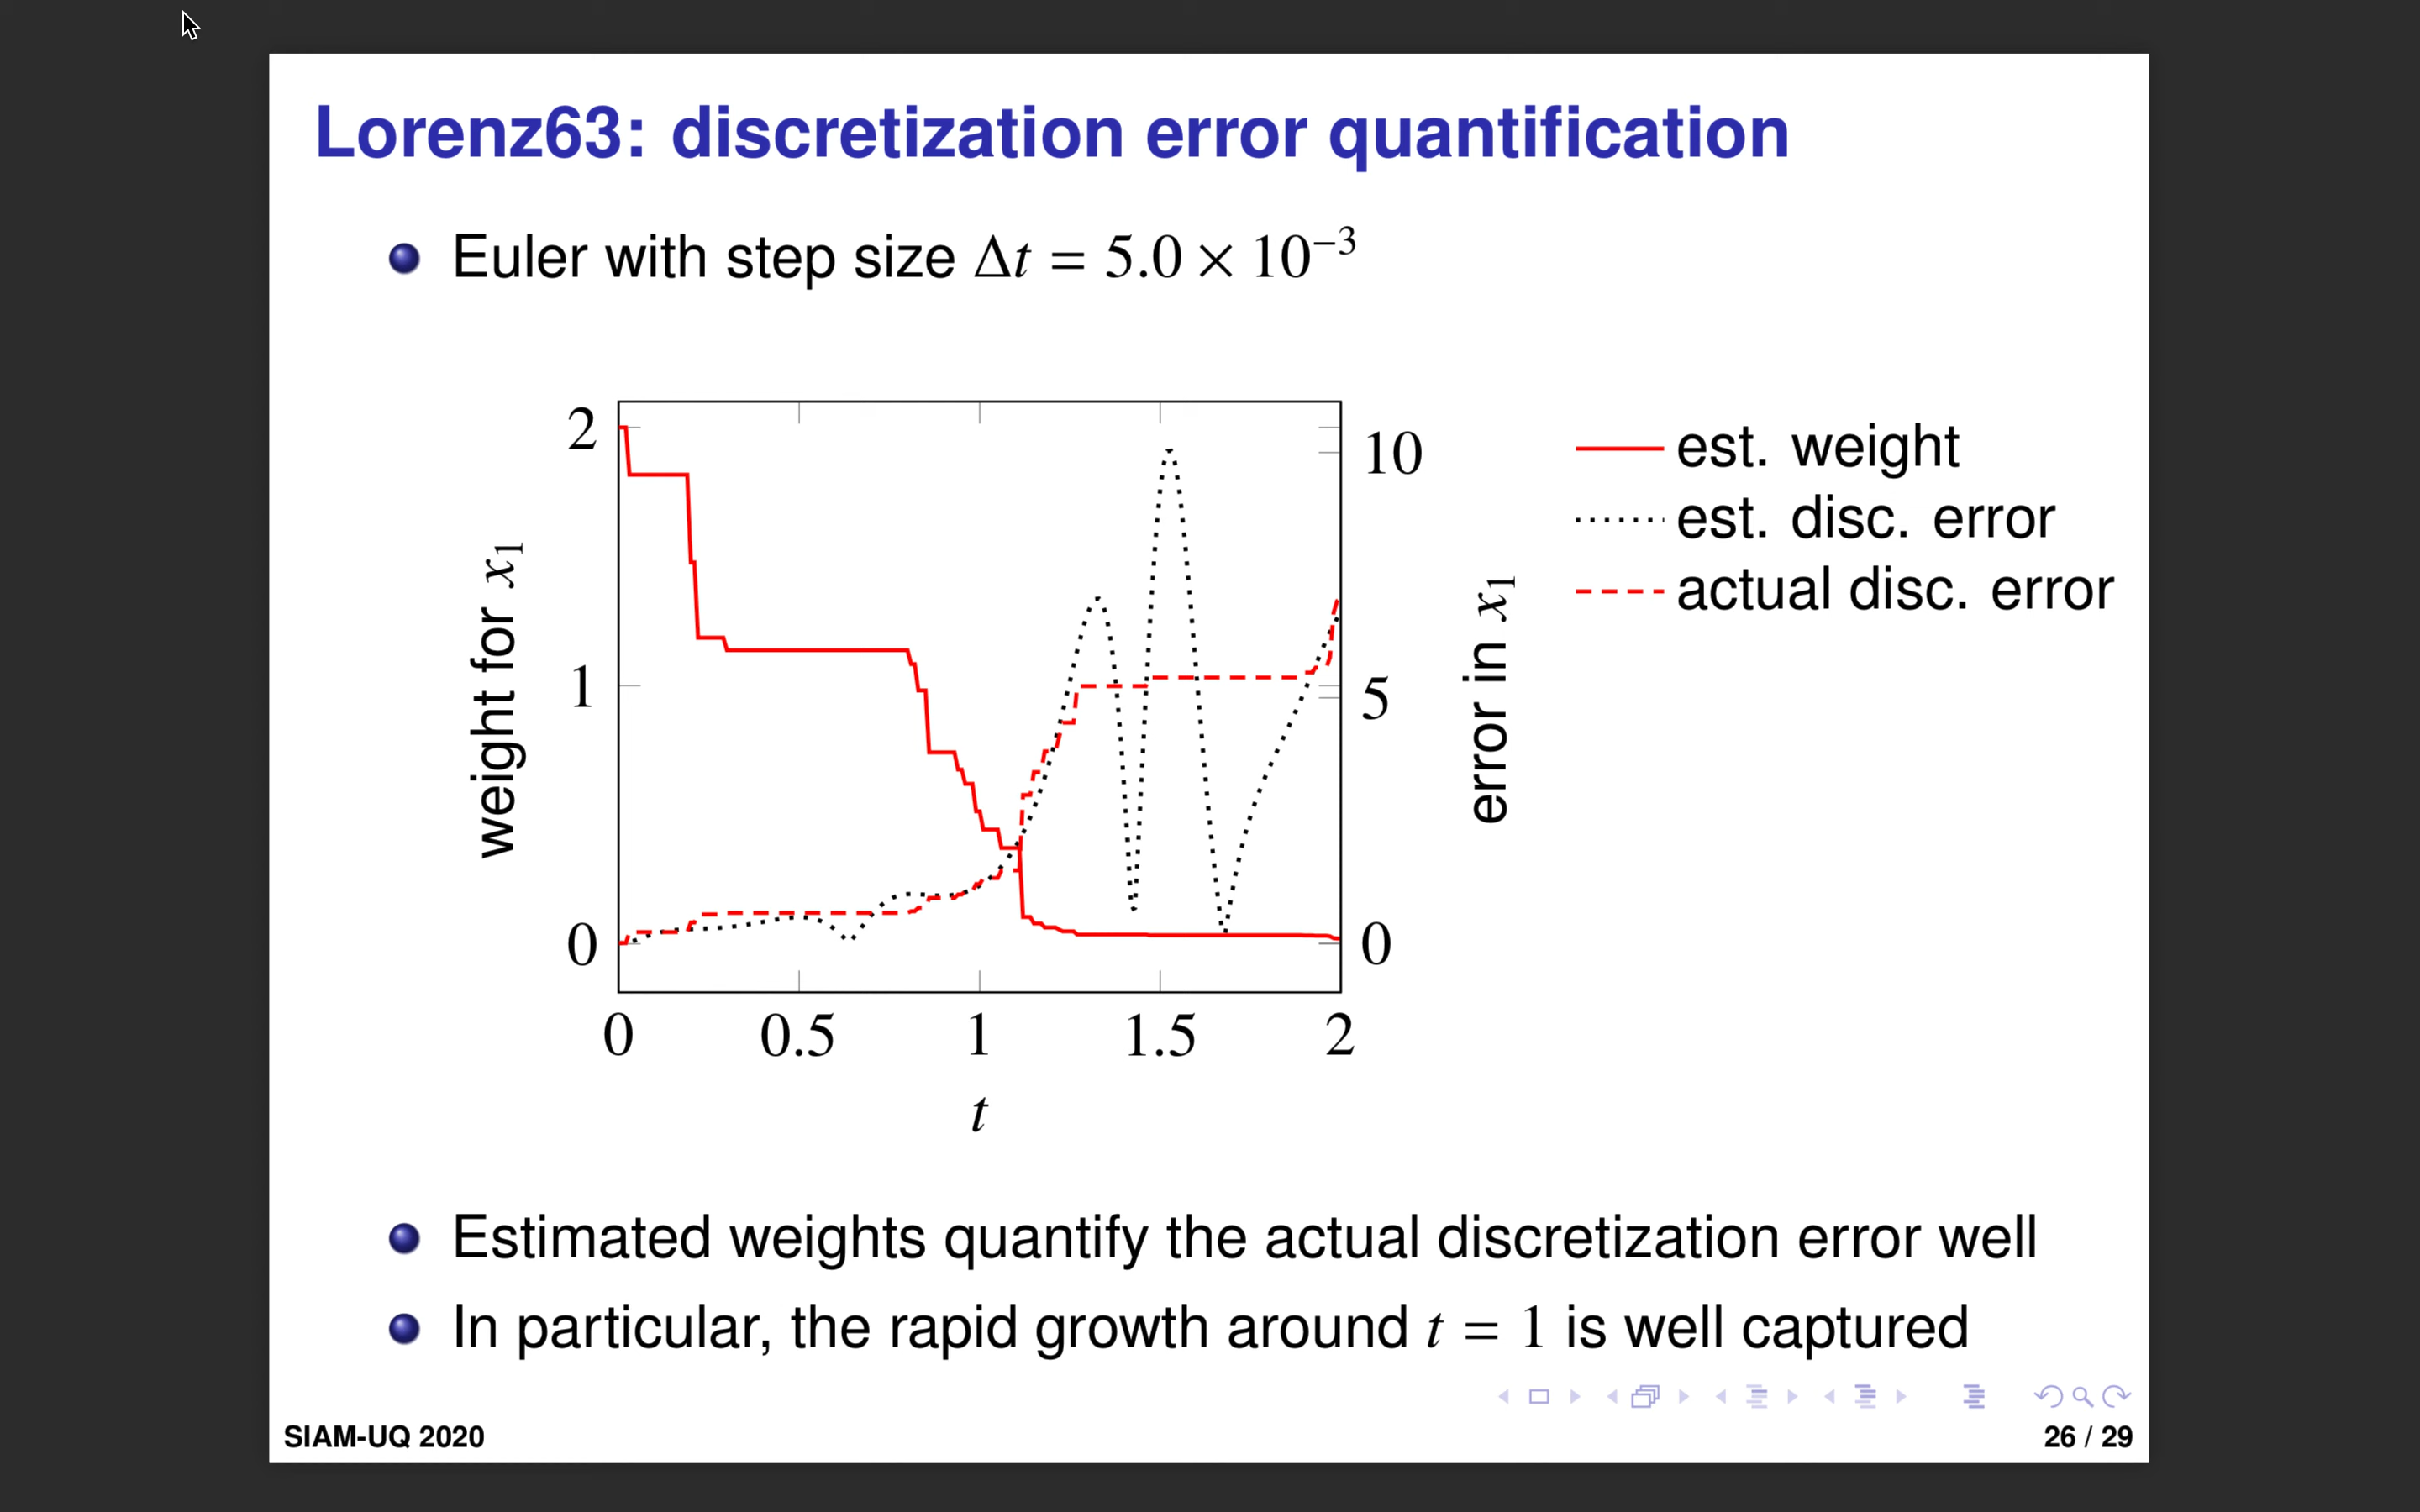 Lorenz63: discretization error quantification
Euler with step size Δt = 5.0 × 10⁻³
2
1
0
weight for x₁
10
5
0
error in x₁
0 0.5 1 1.5 2
t
est. weight
est. disc. error
actual disc. error
Estimated weights quantify the actual discretization error well
In particular, the rapid growth around t = 1 is well captured
SIAM-UQ 2020
26 / 29